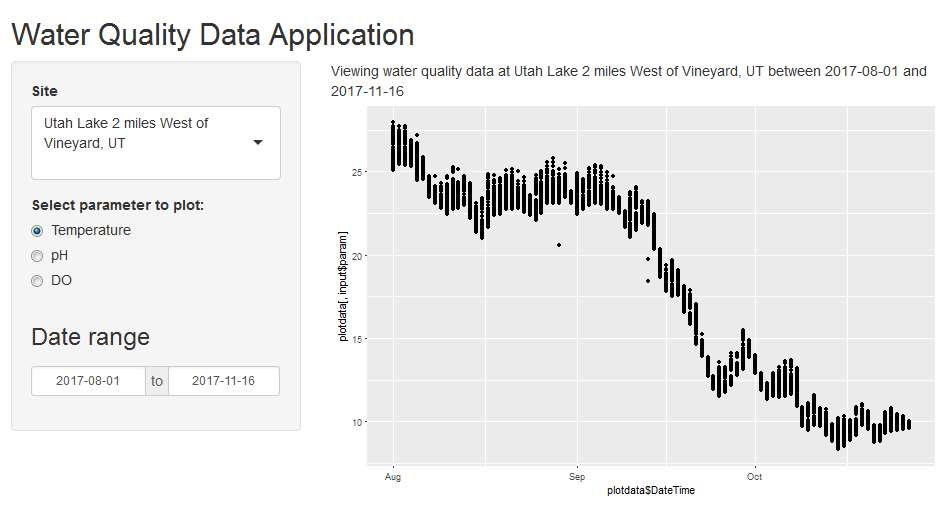 Water Quality Data Application
Site
Utah Lake 2 miles West of
Vineyard, UT
Select parameter to plot:
Temperature
pH
DO
Date range
2017-08-01 to 2017-11-16
Viewing water quality data at Utah Lake 2 miles West of Vineyard, UT between 2017-08-01 and
2017-11-16
plotdata[, input$param]
25
20
15
10
Aug Sep Oct
plotdata$DateTime